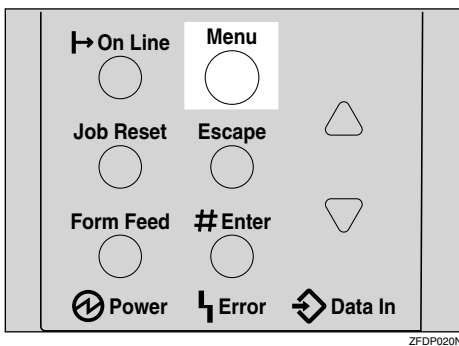 On Line Menu
Job Reset Escape
Form Feed # Enter
Power Error Data In
ZFDP020N